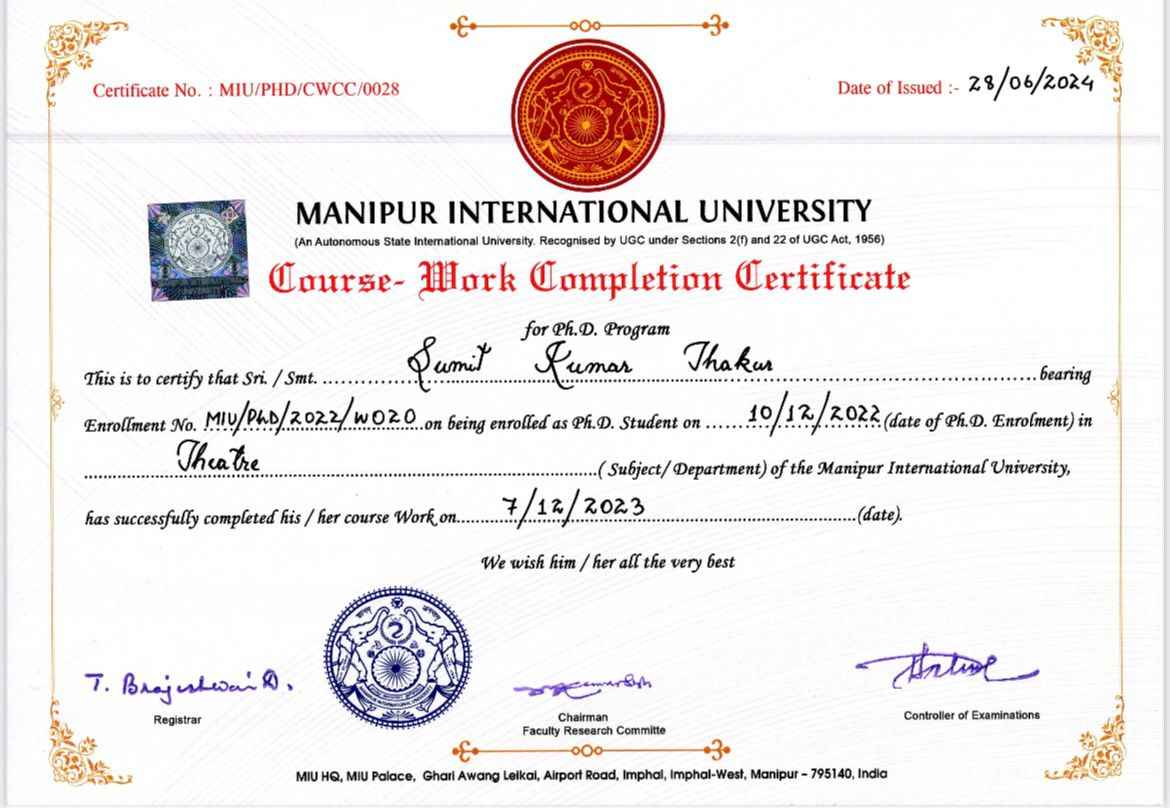 Certificate No. : MIU/PHD/CWCC/0028
Date of Issued :- 28/06/2024
MANIPUR INTERNATIONAL UNIVERSITY
(An Autonomous State International University. Recognised by UGC under Sections 2(f) and 22 of UGC Act, 1956)
Course- Work Completion Certificate
for Ph.D. Program
This is to certify that Sri. / Smt. Sumit Kumar Thakur bearing
Enrollment No. MIU/PhD/2022/W020 on being enrolled as Ph.D. Student on 10/12/2022 (date of Ph.D. Enrolment) in
Theatre (Subject/ Department) of the Manipur International University,
has successfully completed his / her course Work on 7/12/2023 (date).
We wish him / her all the very best
Registrar
Chairman
Faculty Research Committe
Controller of Examinations
MIU HQ, MIU Palace, Ghari Awang Leikai, Airport Road, Imphal, Imphal-West, Manipur – 795140, India